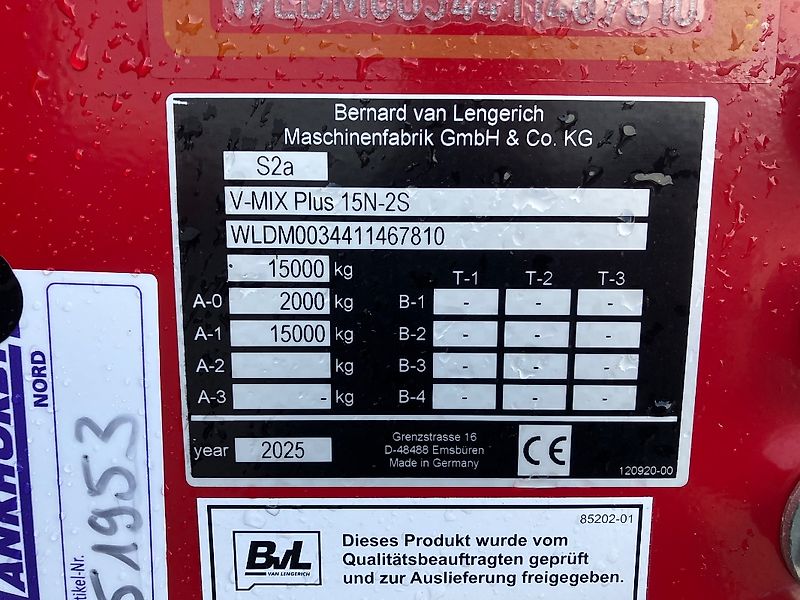 WLDM0034411467810
Bernard van Lengerich
Maschinenfabrik GmbH & Co. KG
S2a
V-MIX Plus 15N-2S
WLDM0034411467810
15000 kg
T-1 T-2 T-3
A-0 2000 kg B-1 - - -
A-1 15000 kg B-2 - - -
A-2 kg B-3 - - -
A-3 - kg B-4 - - -
year 2025
Grenzstrasse 16
D-48488 Emsbüren
Made in Germany
CE
120920-00
NORD
51953
85202-01
BvL
VAN LENGERICH
Dieses Produkt wurde vom
Qualitätsbeauftragten geprüft
und zur Auslieferung freigegeben.